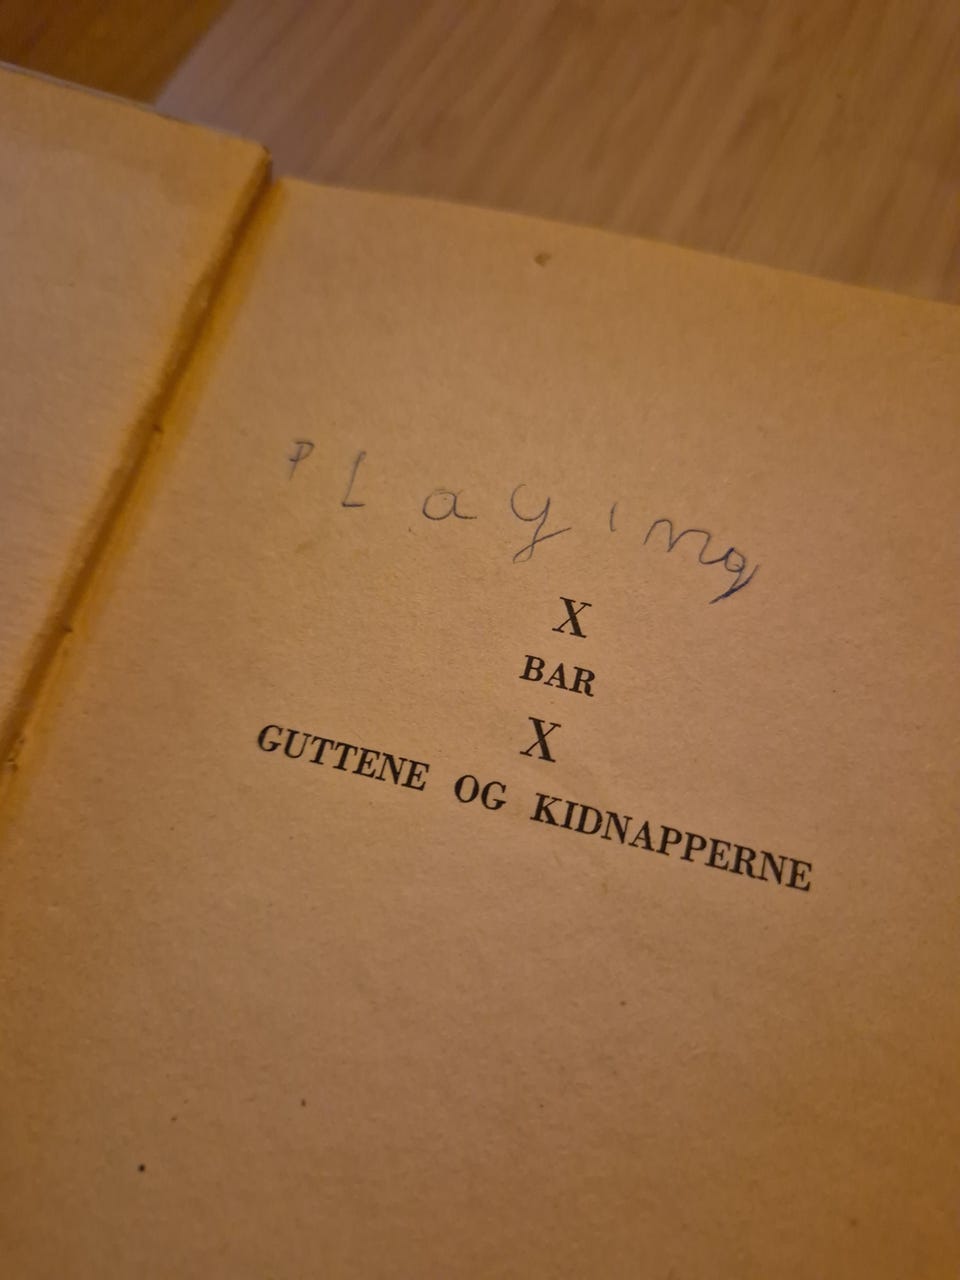 PLaying
X
BAR
X
GUTTENE OG KIDNAPPERNE